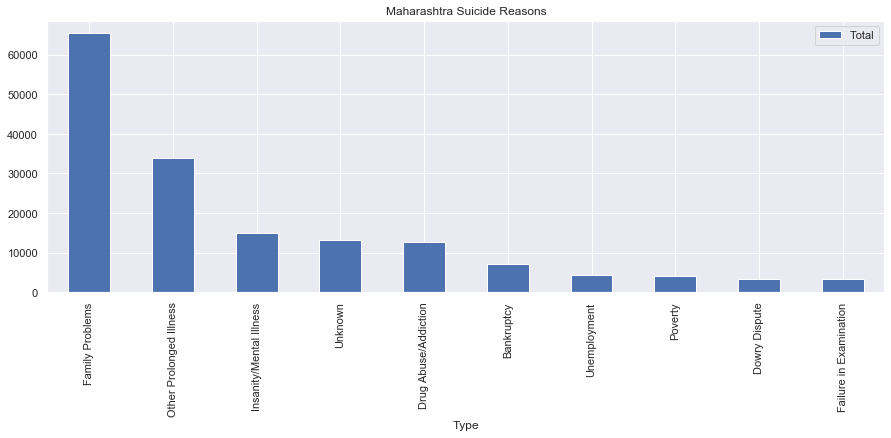 Maharashtra Suicide Reasons
Total
60000
50000
40000
30000
20000
10000
0
Family Problems
Other Prolonged Illness
Insanity/Mental Illness
Unknown
Drug Abuse/Addiction
Bankruptcy
Unemployment
Poverty
Dowry Dispute
Failure in Examination
Type